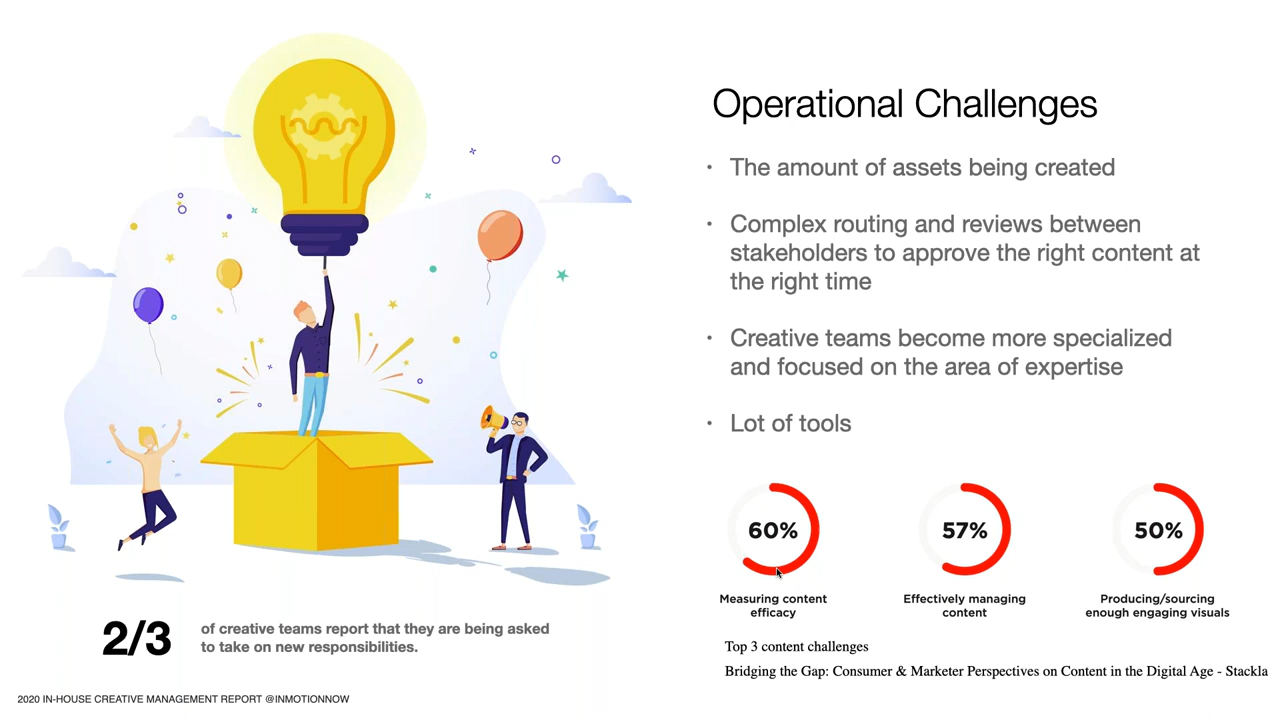 Operational Challenges
• The amount of assets being created
• Complex routing and reviews between
stakeholders to approve the right content at
the right time
• Creative teams become more specialized
and focused on the area of expertise
• Lot of tools
60%
57%
50%
Measuring content
efficacy
Effectively managing
content
Producing/sourcing
enough engaging visuals
Top 3 content challenges
Bridging the Gap: Consumer & Marketer Perspectives on Content in the Digital Age - Stackla
2/3
of creative teams report that they are being asked
to take on new responsibilities.
2020 IN-HOUSE CREATIVE MANAGEMENT REPORT @INMOTIONNOW